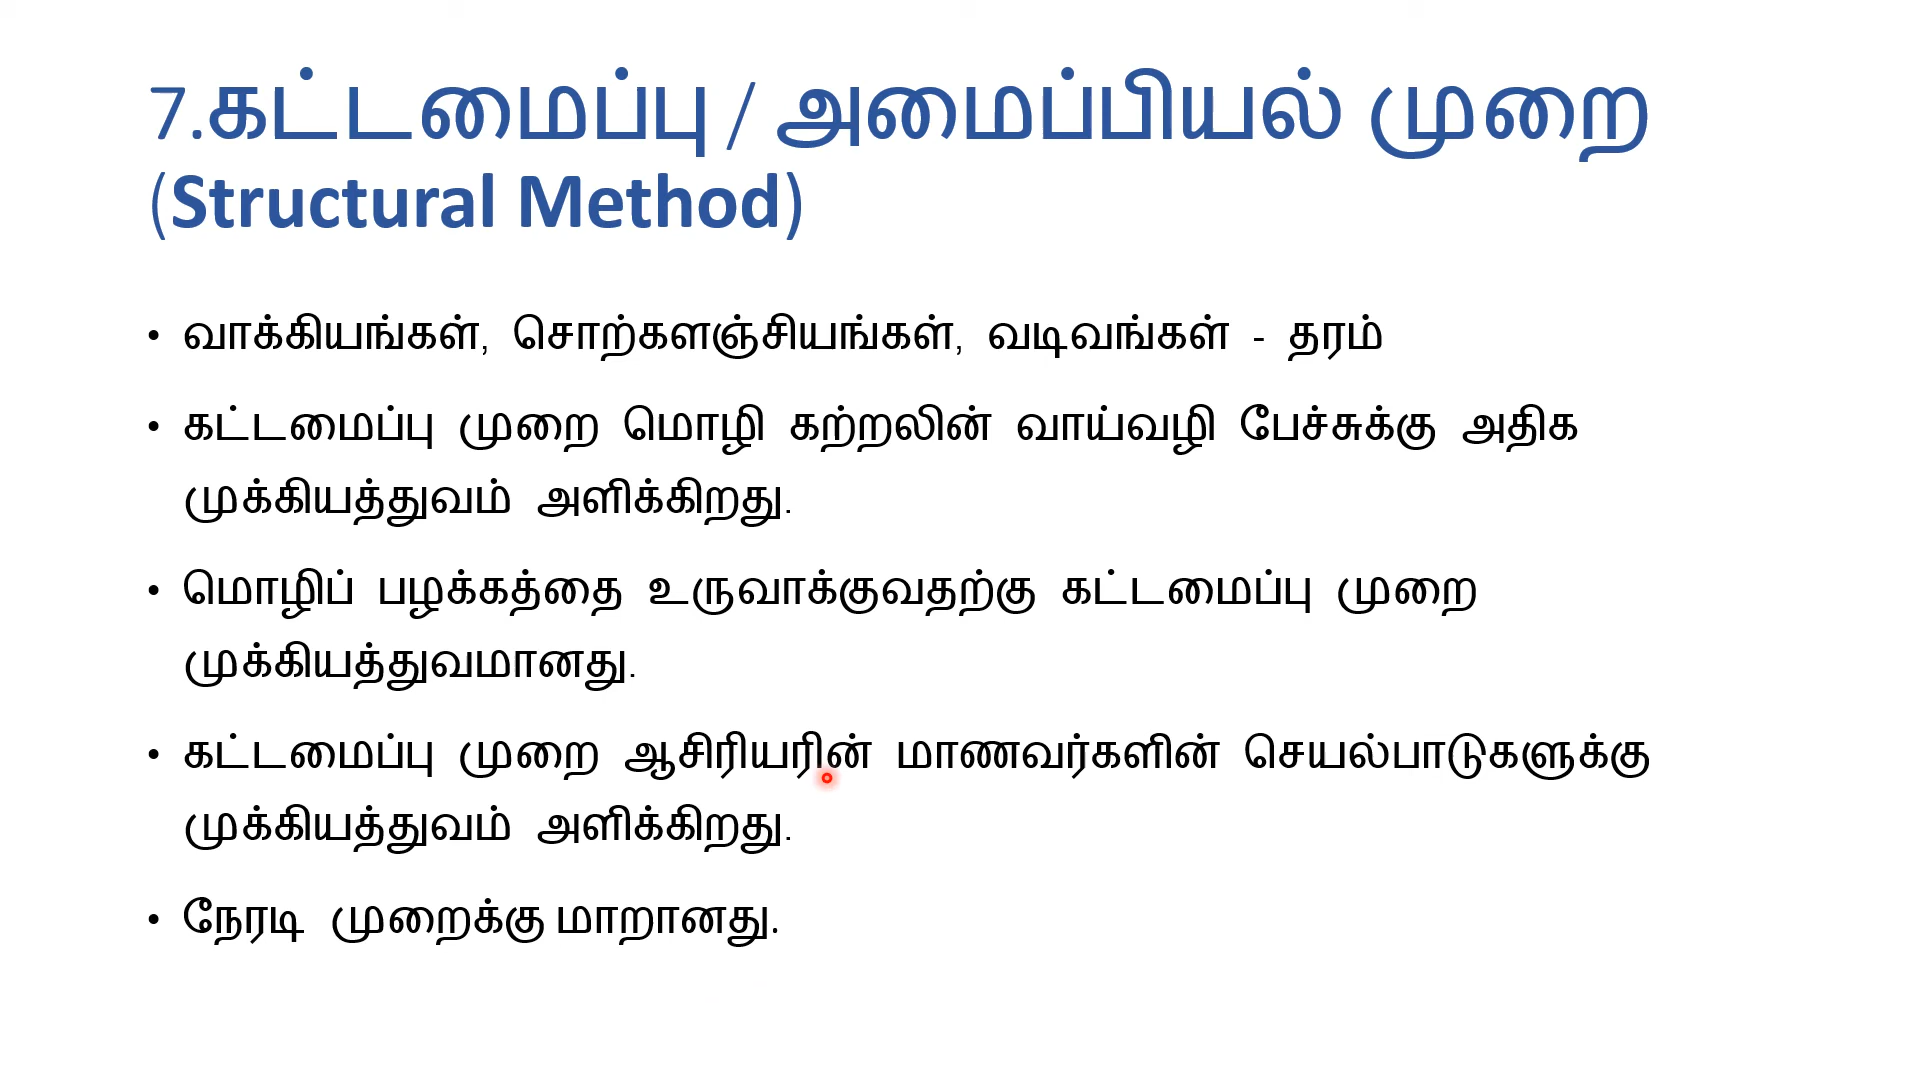 7.கட்டமைப்பு / அமைப்பியல் முறை
(Structural Method)
• வாக்கியங்கள், சொற்களஞ்சியங்கள், வடிவங்கள் - தரம்
• கட்டமைப்பு முறை மொழி கற்றலின் வாய்வழி பேச்சுக்கு அதிக
முக்கியத்துவம் அளிக்கிறது.
• மொழிப் பழக்கத்தை உருவாக்குவதற்கு கட்டமைப்பு முறை
முக்கியத்துவமானது.
• கட்டமைப்பு முறை ஆசிரியரின் மாணவர்களின் செயல்பாடுகளுக்கு
முக்கியத்துவம் அளிக்கிறது.
• நேரடி முறைக்கு மாறானது.